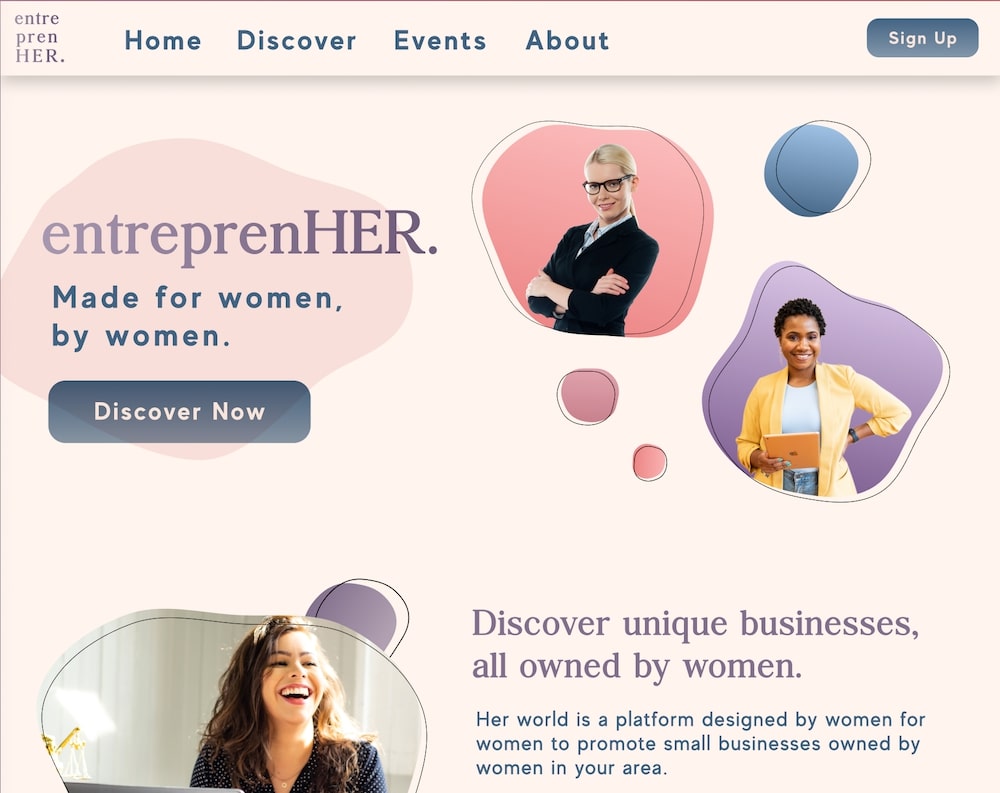 entre
pren
HER.
Home Discover Events About
Sign Up
entreprenHER.
Made for women,
by women.
Discover Now
Discover unique businesses,
all owned by women.
Her world is a platform designed by women for
women to promote small businesses owned by
women in your area.